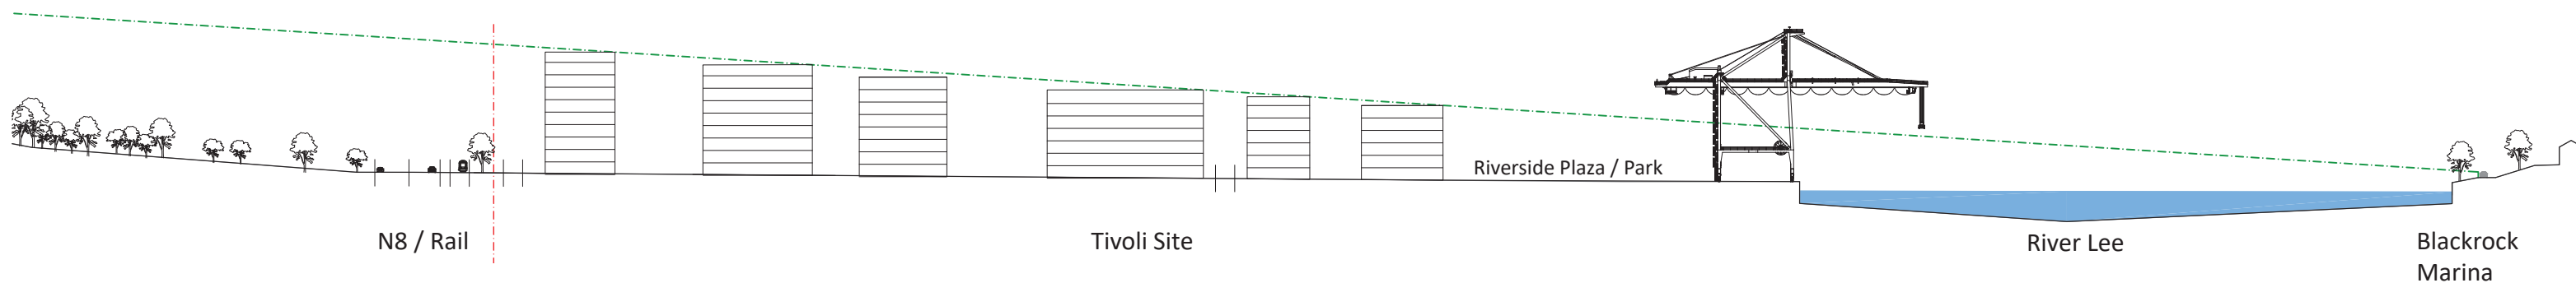 Riverside Plaza / Park
N8 / Rail
Tivoli Site
River Lee
Blackrock
Marina